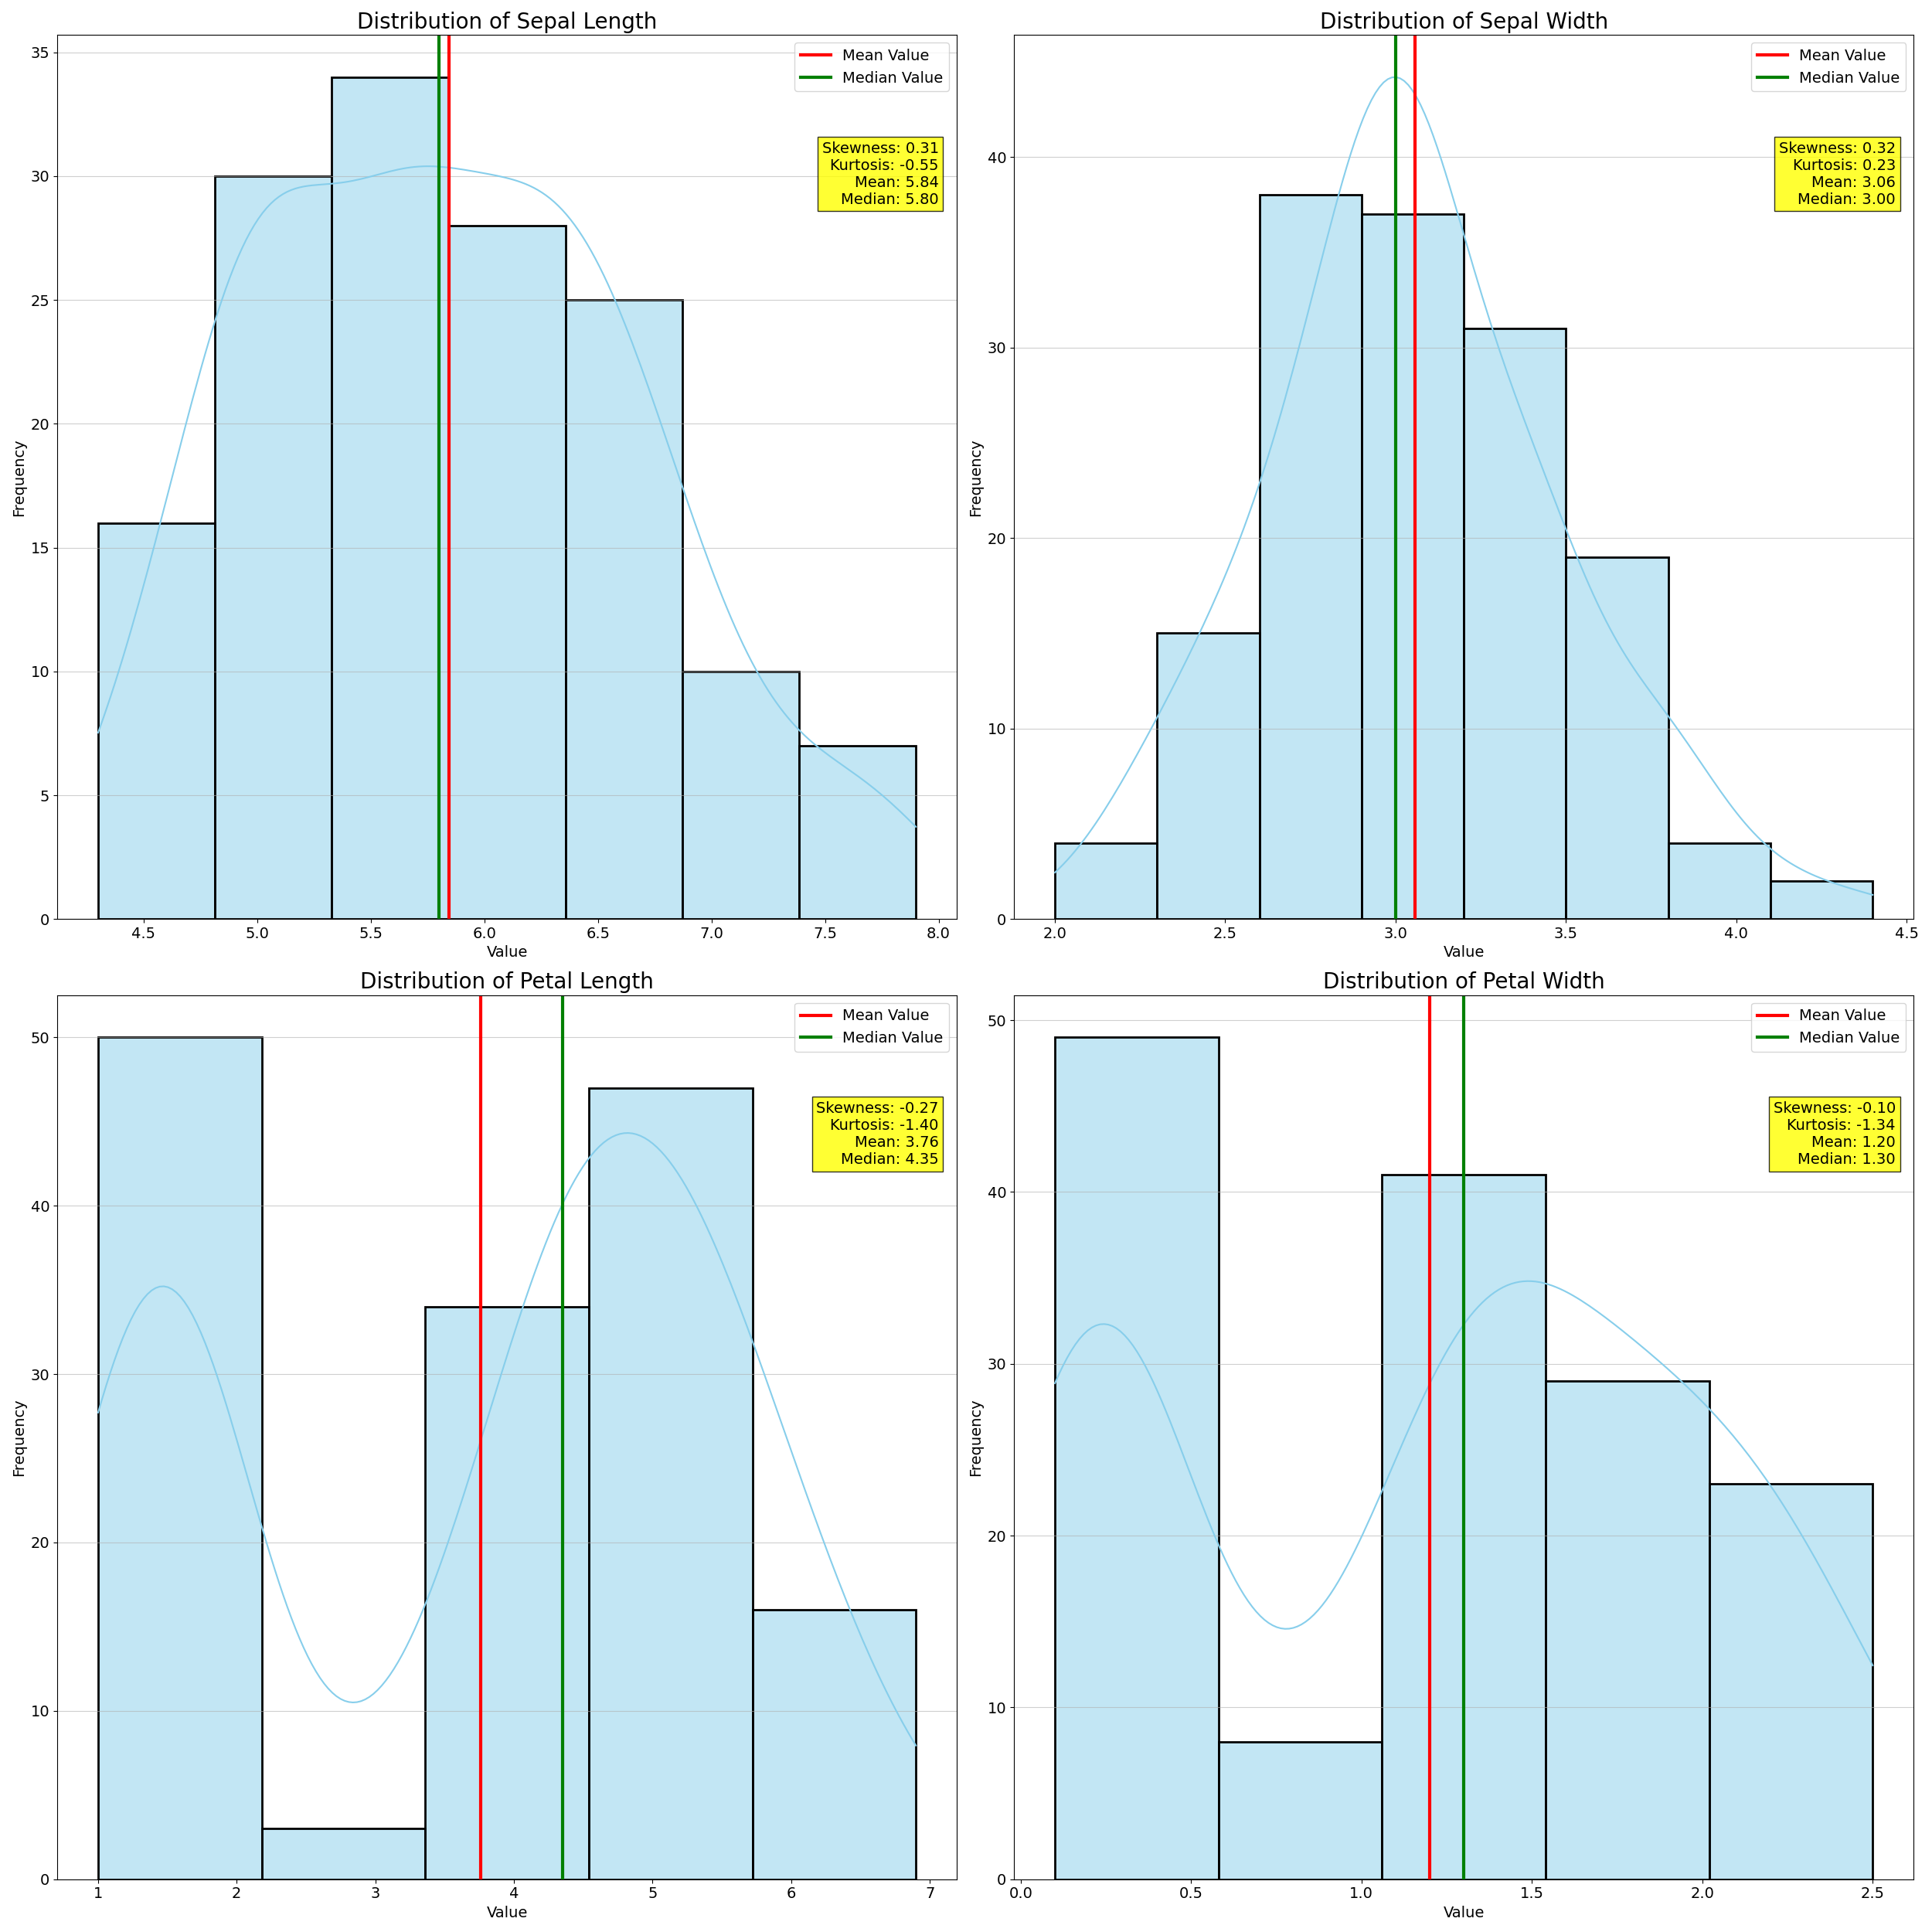 Distribution of Sepal Length
Mean Value
Median Value
Skewness: 0.31
Kurtosis: -0.55
Mean: 5.84
Median: 5.80
35
30
25
20
15
10
5
0
Frequency
4.5 5.0 5.5 6.0 6.5 7.0 7.5 8.0
Value
Distribution of Sepal Width
Mean Value
Median Value
Skewness: 0.32
Kurtosis: 0.23
Mean: 3.06
Median: 3.00
40
30
20
10
0
Frequency
2.0 2.5 3.0 3.5 4.0 4.5
Value
Distribution of Petal Length
Mean Value
Median Value
Skewness: -0.27
Kurtosis: -1.40
Mean: 3.76
Median: 4.35
50
40
30
20
10
0
Frequency
1 2 3 4 5 6 7
Value
Distribution of Petal Width
Mean Value
Median Value
Skewness: -0.10
Kurtosis: -1.34
Mean: 1.20
Median: 1.30
50
40
30
20
10
0
Frequency
0.0 0.5 1.0 1.5 2.0 2.5
Value